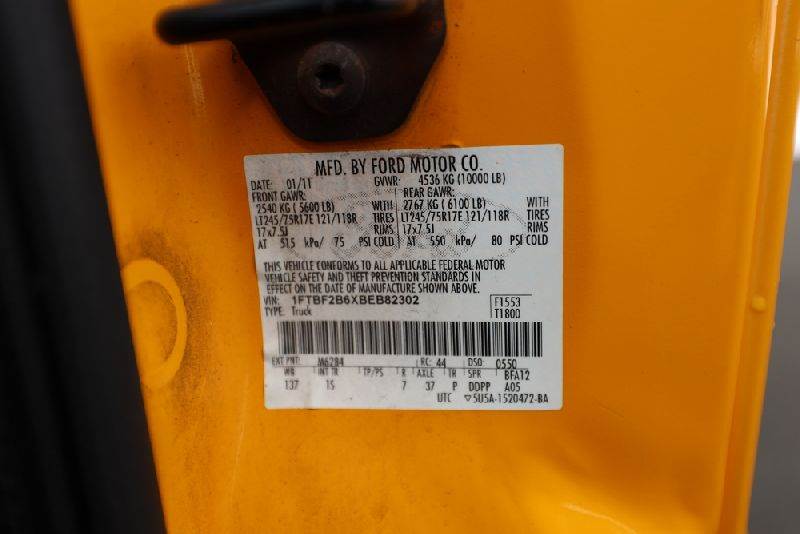 MFD. BY FORD MOTOR CO.
DATE: 01/11 GVWR: 4536 KG (10000 LB)
FRONT GAWR: REAR GAWR:
2540 KG (5600 LB) WITH 2767 KG (6100 LB) WITH
LT245/75R17E 121/118R TIRES LT245/75R17E 121/118R TIRES
17x7.5J RIMS 17x7.5J RIMS
AT 515 kPa/ 75 PSI COLD AT 550 kPa/ 80 PSI COLD
THIS VEHICLE CONFORMS TO ALL APPLICABLE FEDERAL MOTOR
VEHICLE SAFETY AND THEFT PREVENTION STANDARDS IN
EFFECT ON THE DATE OF MANUFACTURE SHOWN ABOVE.
VIN: 1FTBF2B6XBEB82302 F1553
TYPE: Truck T1800
EXT PNT: M6284 RC: 44 DSO: 0550
WB INT TR TP/PS R AXLE TR SPR BFA12
137 1S 7 37 P DDPP A05
UTC ▽5U5A-1520472-BA